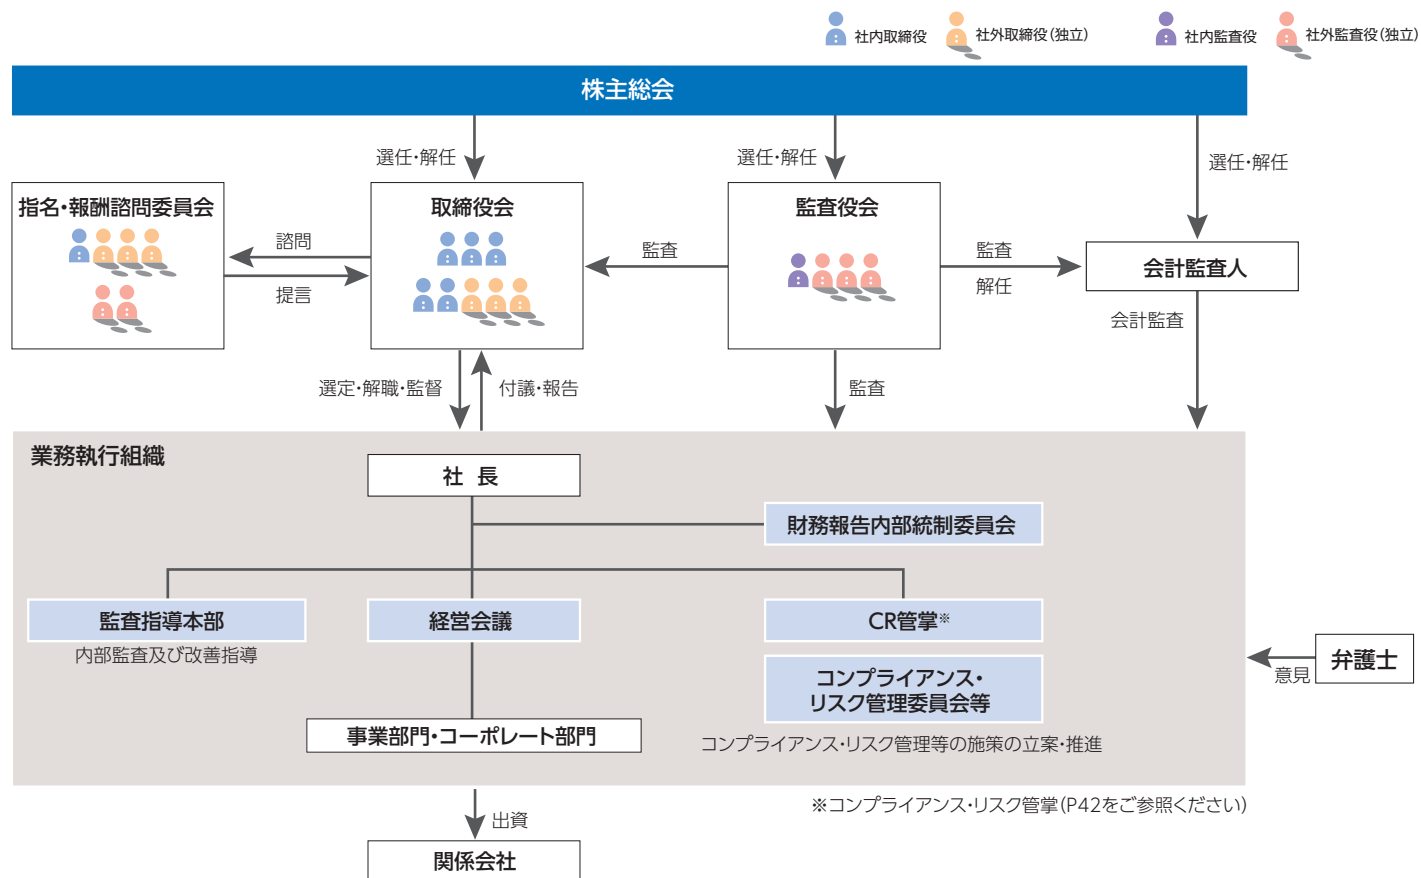 社内取締役
社外取締役(独立)
社内監査役
社外監査役(独立)
株主総会
選任・解任
選任・解任
選任・解任
指名・報酬諮問委員会
諮問
提言
取締役会
監査
監査役会
監査
解任
会計監査人
会計監査
選定・解職・監督
付議・報告
監査
業務執行組織
社 長
財務報告内部統制委員会
監査指導本部
内部監査及び改善指導
経営会議
CR管掌※
コンプライアンス・
リスク管理委員会等
コンプライアンス・リスク管理等の施策の立案・推進
事業部門・コーポレート部門
意見
弁護士
※コンプライアンス・リスク管掌(P42をご参照ください)
出資
関係会社